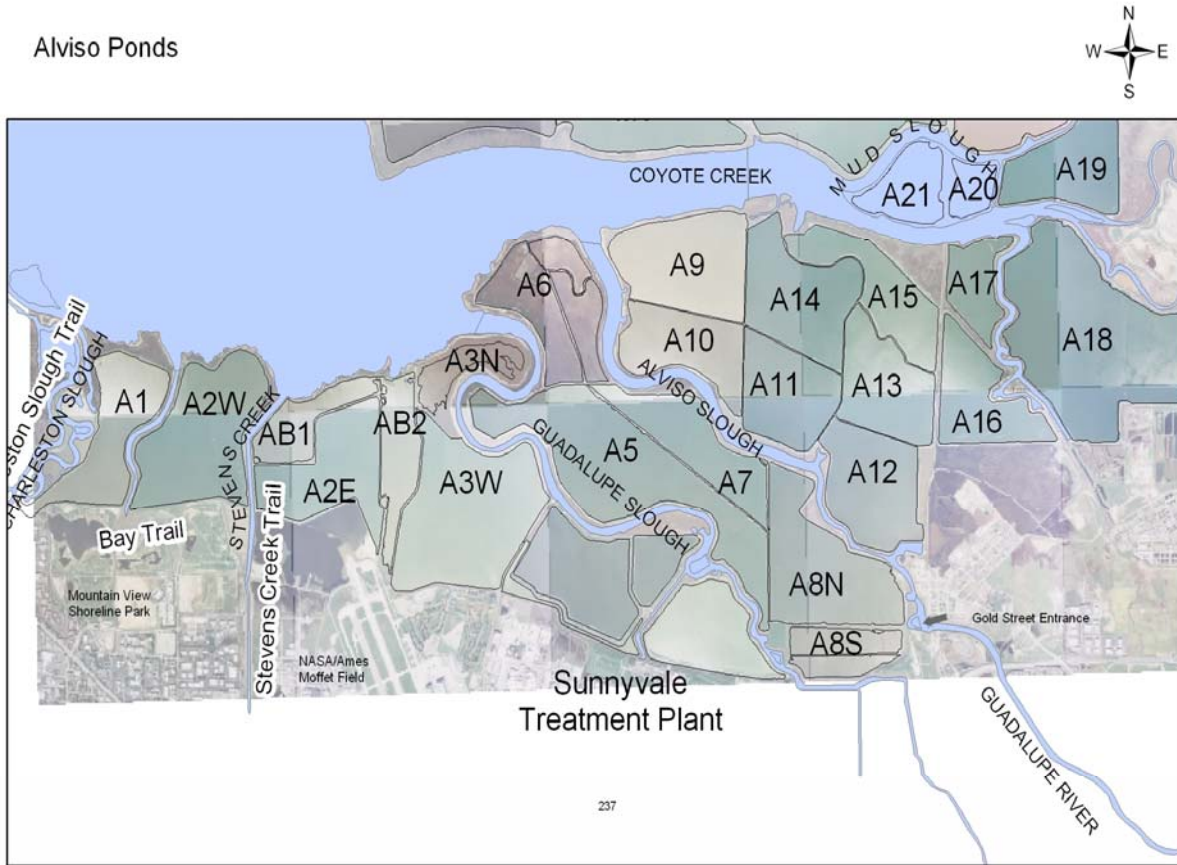 Alviso Ponds
N
W
E
S
COYOTE CREEK
MUD SLOUGH
A21
A20
A19
A9
A6
A14
A15
A17
A18
A10
A3N
A1
A2W
AB1
AB2
A11
A13
A16
ALVISO SLOUGH
GUADALUPE SLOUGH
A5
A7
A12
A2E
A3W
STEVENS CREEK
Slough Trail
CHARLESTON SLOUGH
Bay Trail
Stevens Creek Trail
Mountain View
Shoreline Park
NASA/Ames
Moffet Field
A8N
A8S
Gold Street Entrance
Sunnyvale
Treatment Plant
GUADALUPE RIVER
237